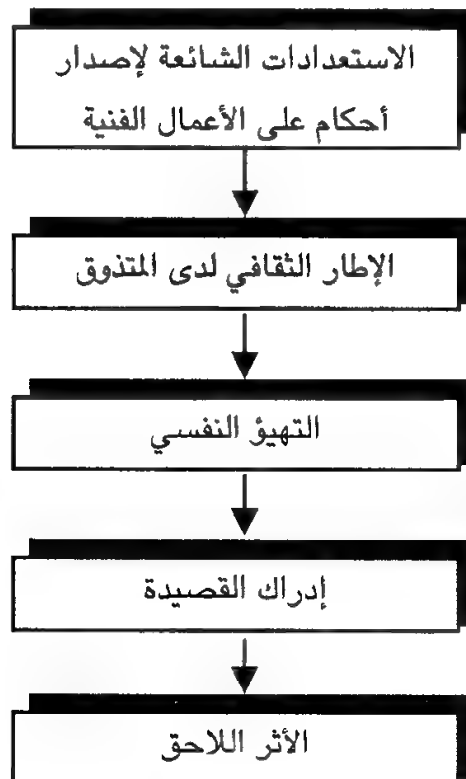 الاستعدادات الشائعة لإصدار
أحكام على الأعمال الفنية
الإطار الثقافي لدى المتذوق
التهيؤ النفسي
إدراك القصيدة
الأثر اللاحق